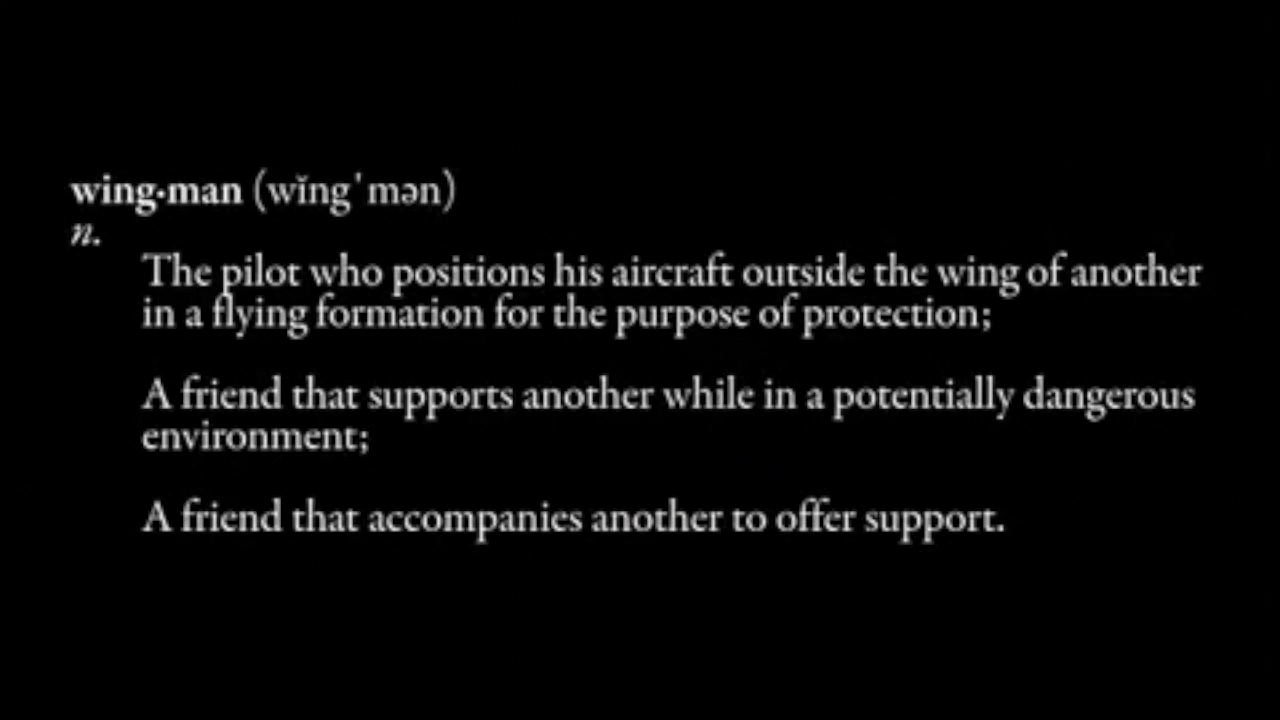 wing·man (wĭng′mən)
n.
The pilot who positions his aircraft outside the wing of another
in a flying formation for the purpose of protection;
A friend that supports another while in a potentially dangerous
environment;
A friend that accompanies another to offer support.